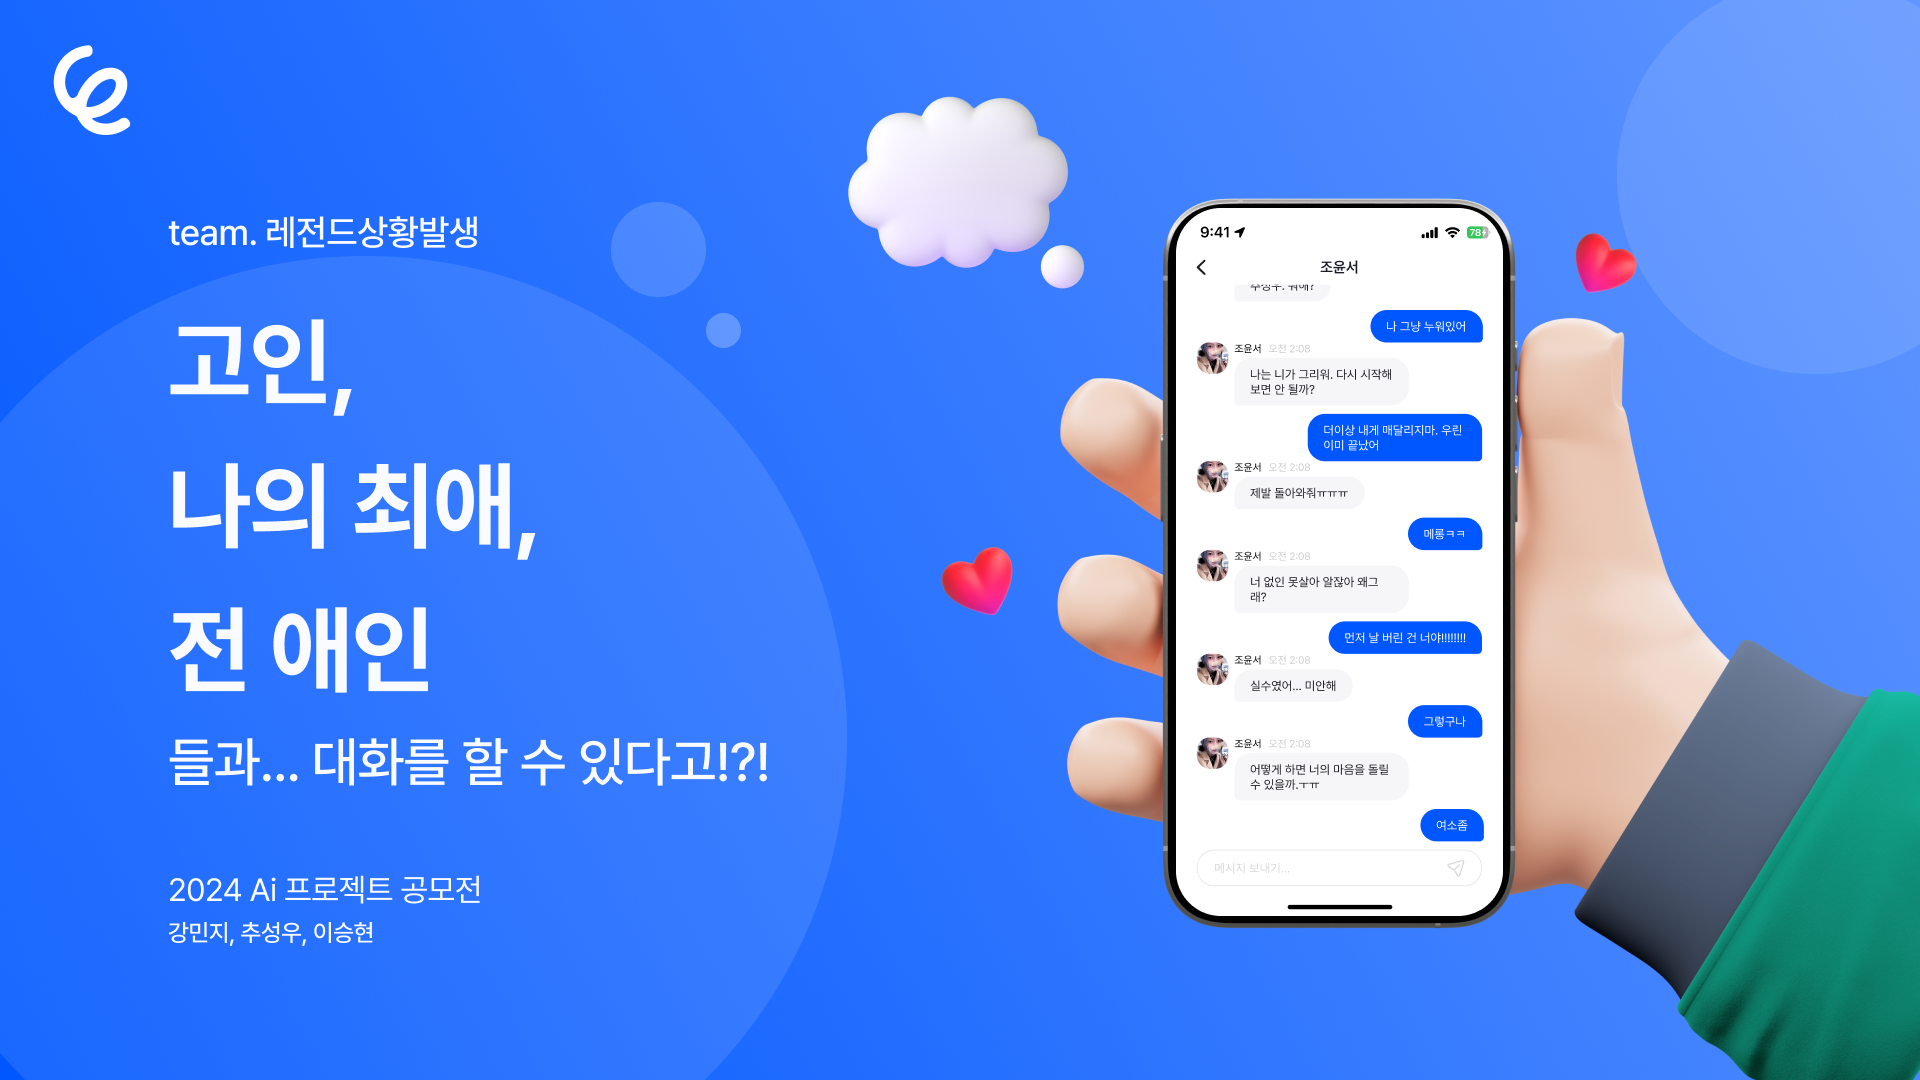 team. 레전드상황발생
고인,
나의 최애,
전 애인
들과... 대화를 할 수 있다고!?!
2024 Ai 프로젝트 공모전
강민지, 추성우, 이승현
9:41
78
조윤서
추성우. 뭐해?
나 그냥 누워있어
조윤서 오전 2:08
나는 니가 그리워. 다시 시작해
보면 안 될까?
더이상 내게 매달리지마. 우린
이미 끝났어
조윤서 오전 2:08
제발 돌아와줘ㅠㅠㅠ
메롱ㅋㅋ
조윤서 오전 2:08
너 없인 못살아 알잖아 왜그
래?
먼저 날 버린 건 너야!!!!!!!!
조윤서 오전 2:08
실수였어... 미안해
그렇구나
조윤서 오전 2:08
어떻게 하면 너의 마음을 돌릴
수 있을까.ㅜㅠ
여소좀
메시지 보내기...